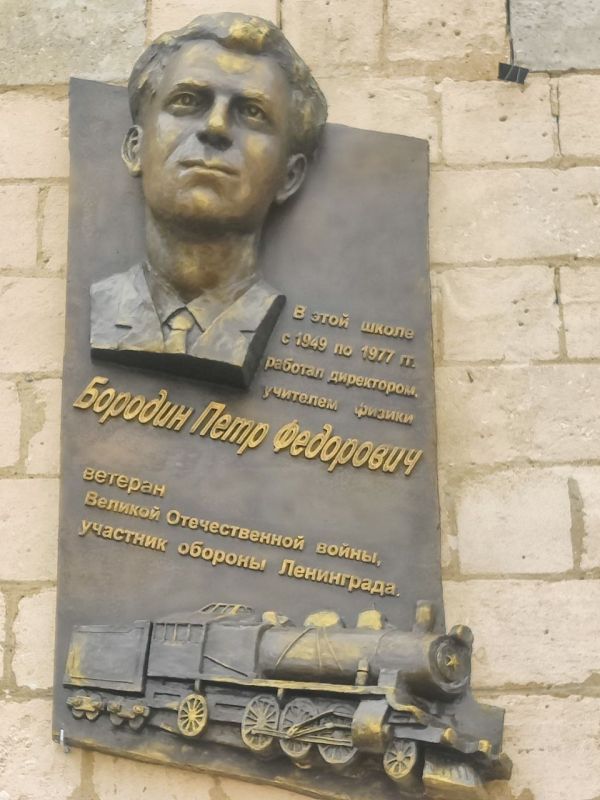 В этой школе
с 1949 по 1977 гг.
работал директором,
учителем физики
Бородин Петр Федорович
ветеран
Великой Отечественной войны,
участник обороны Ленинграда.